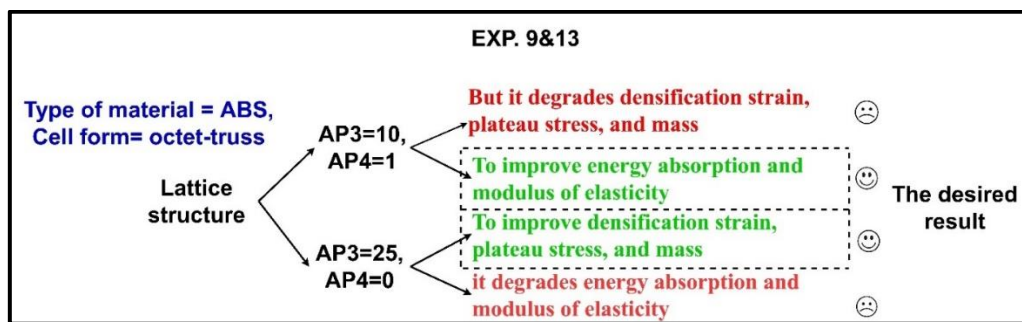 EXP. 9&13
Type of material = ABS,
Cell form= octet-truss
Lattice
structure
AP3=10,
AP4=1
AP3=25,
AP4=0
But it degrades densification strain,
plateau stress, and mass
To improve energy absorption and
modulus of elasticity
To improve densification strain,
plateau stress, and mass
it degrades energy absorption and
modulus of elasticity
The desired
result